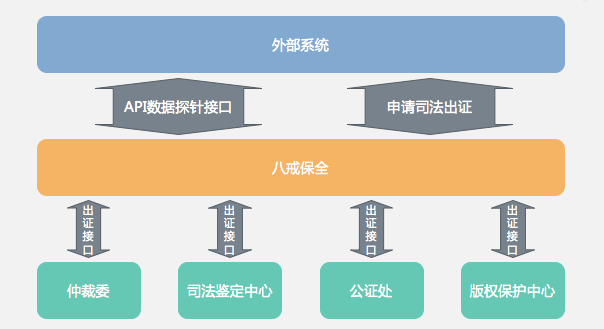 外部系统
API数据探针接口
申请司法出证
八戒保全
出证接口
出证接口
出证接口
出证接口
仲裁委
司法鉴定中心
公证处
版权保护中心